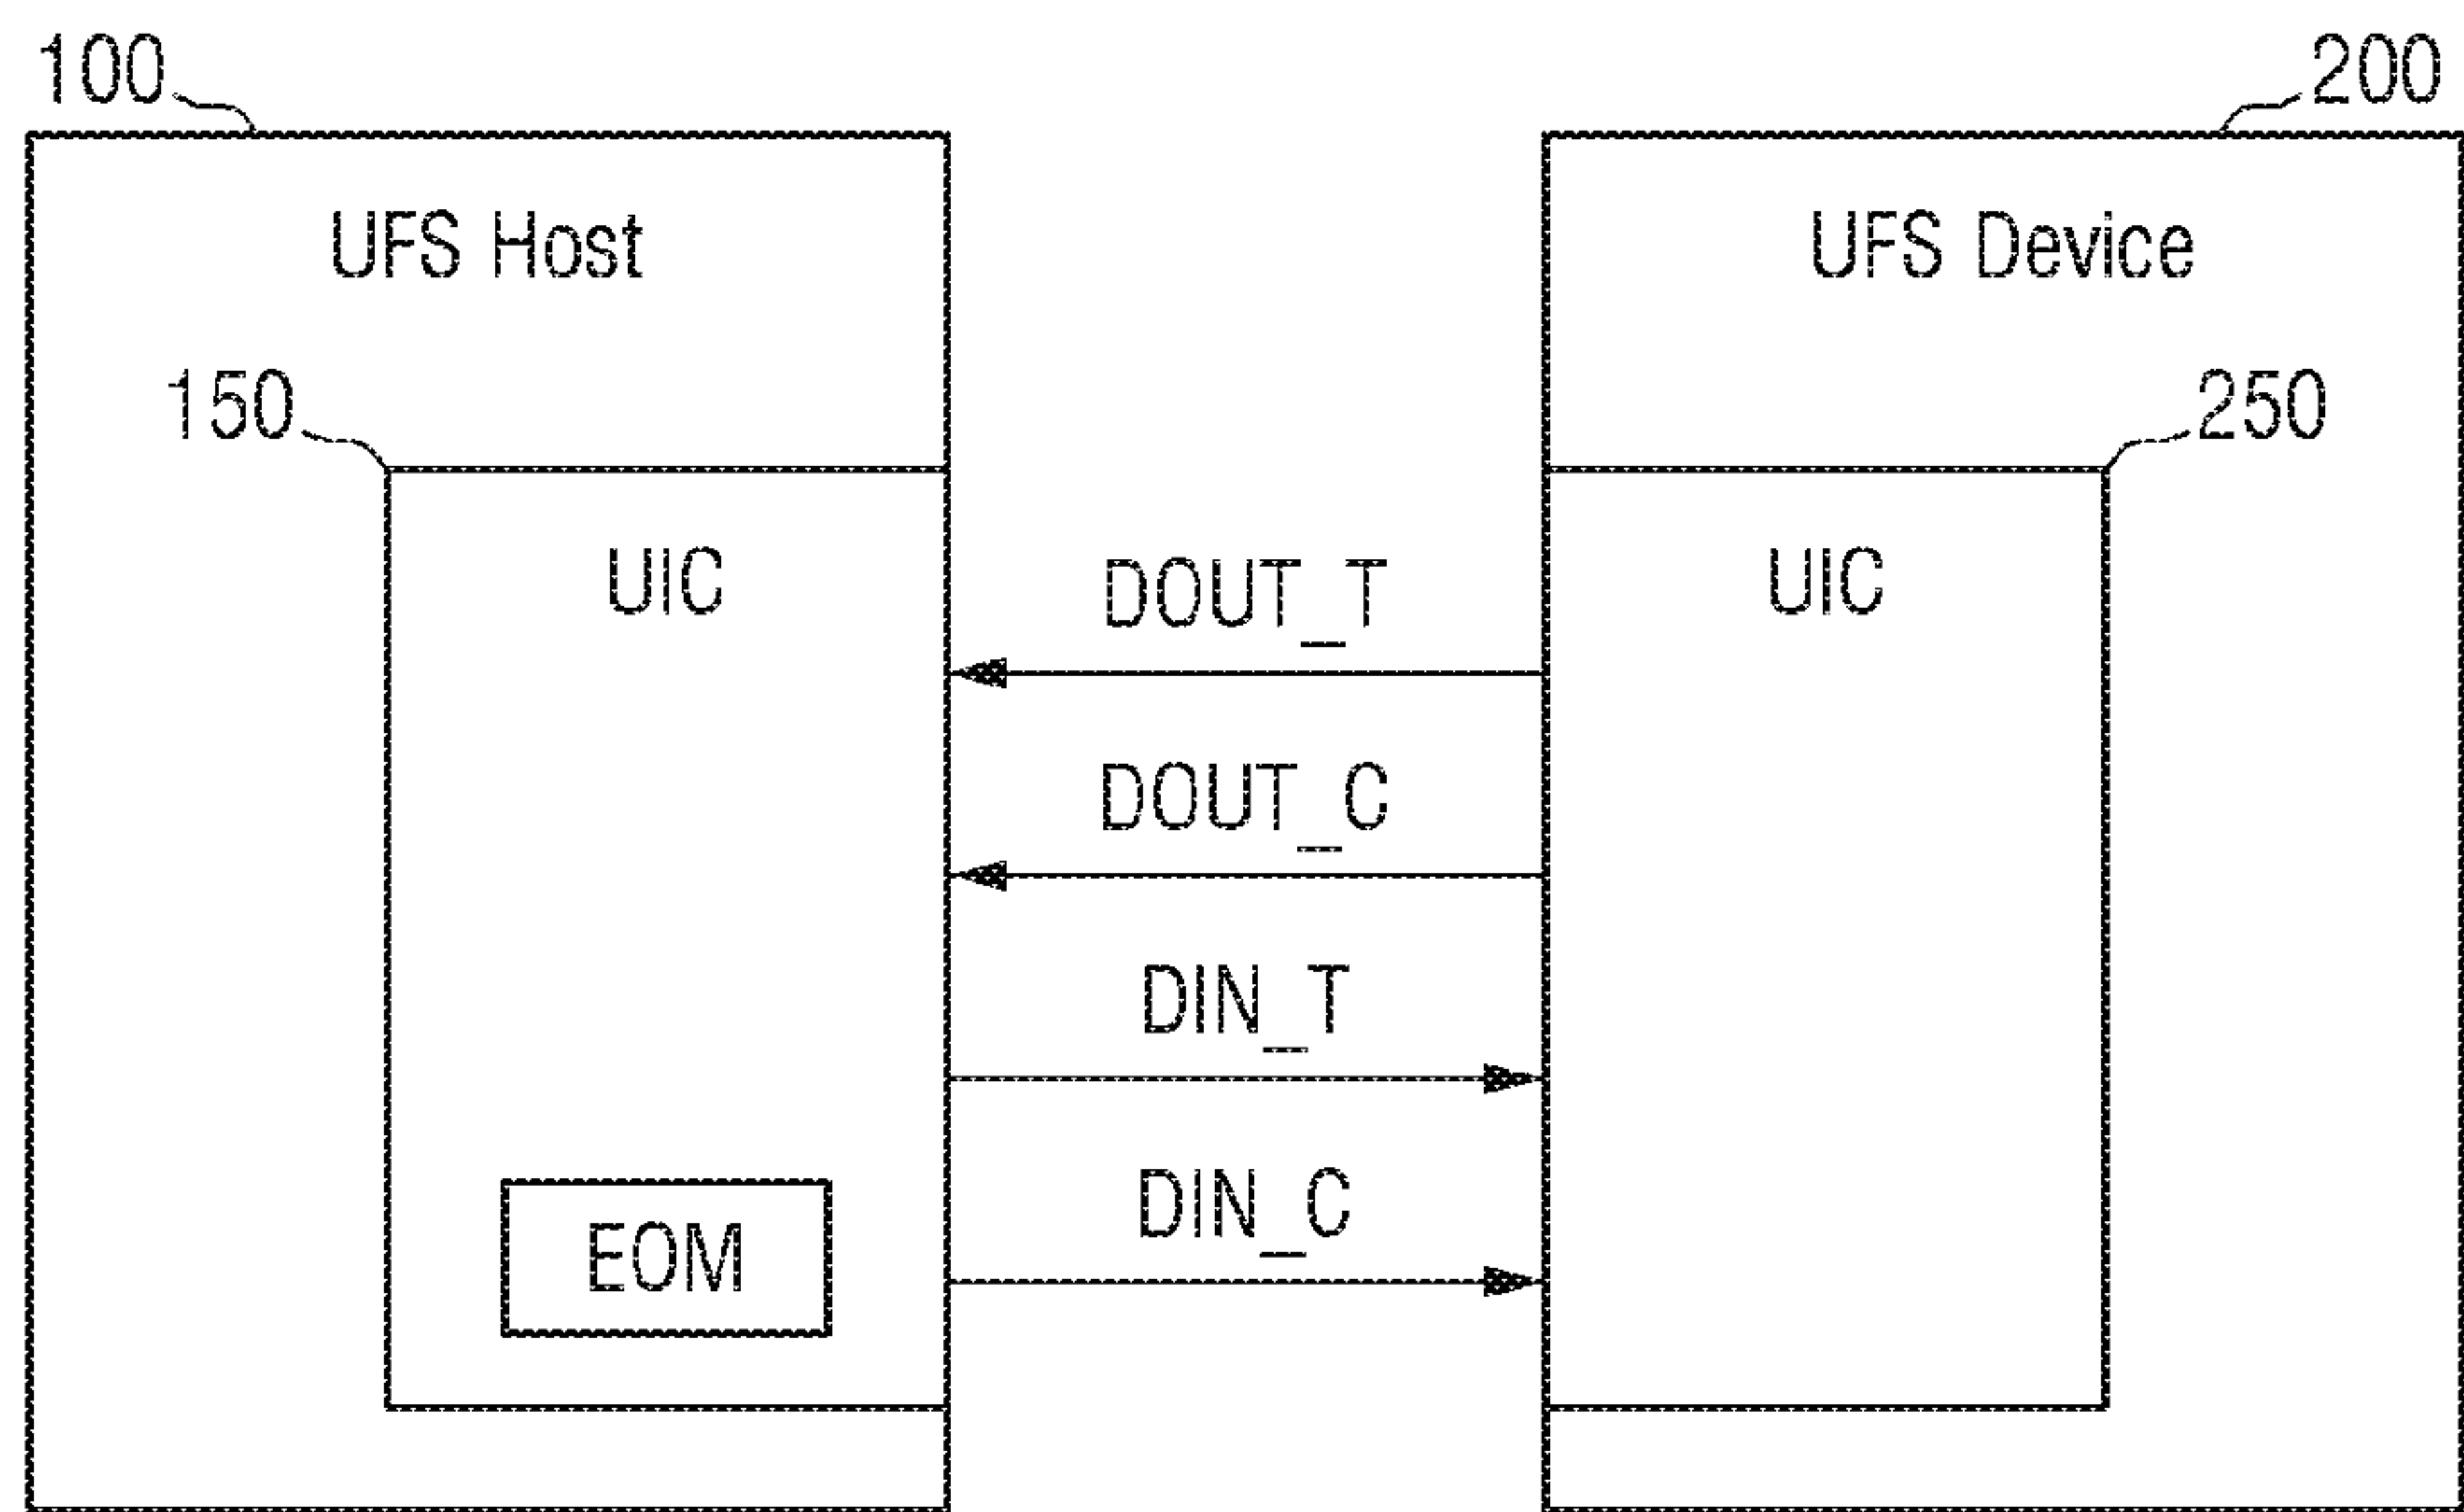 100
200
UFS Host
UFS Device
150
250
UIC
UIC
DOUT_T
DOUT_C
DIN_T
DIN_C
EOM